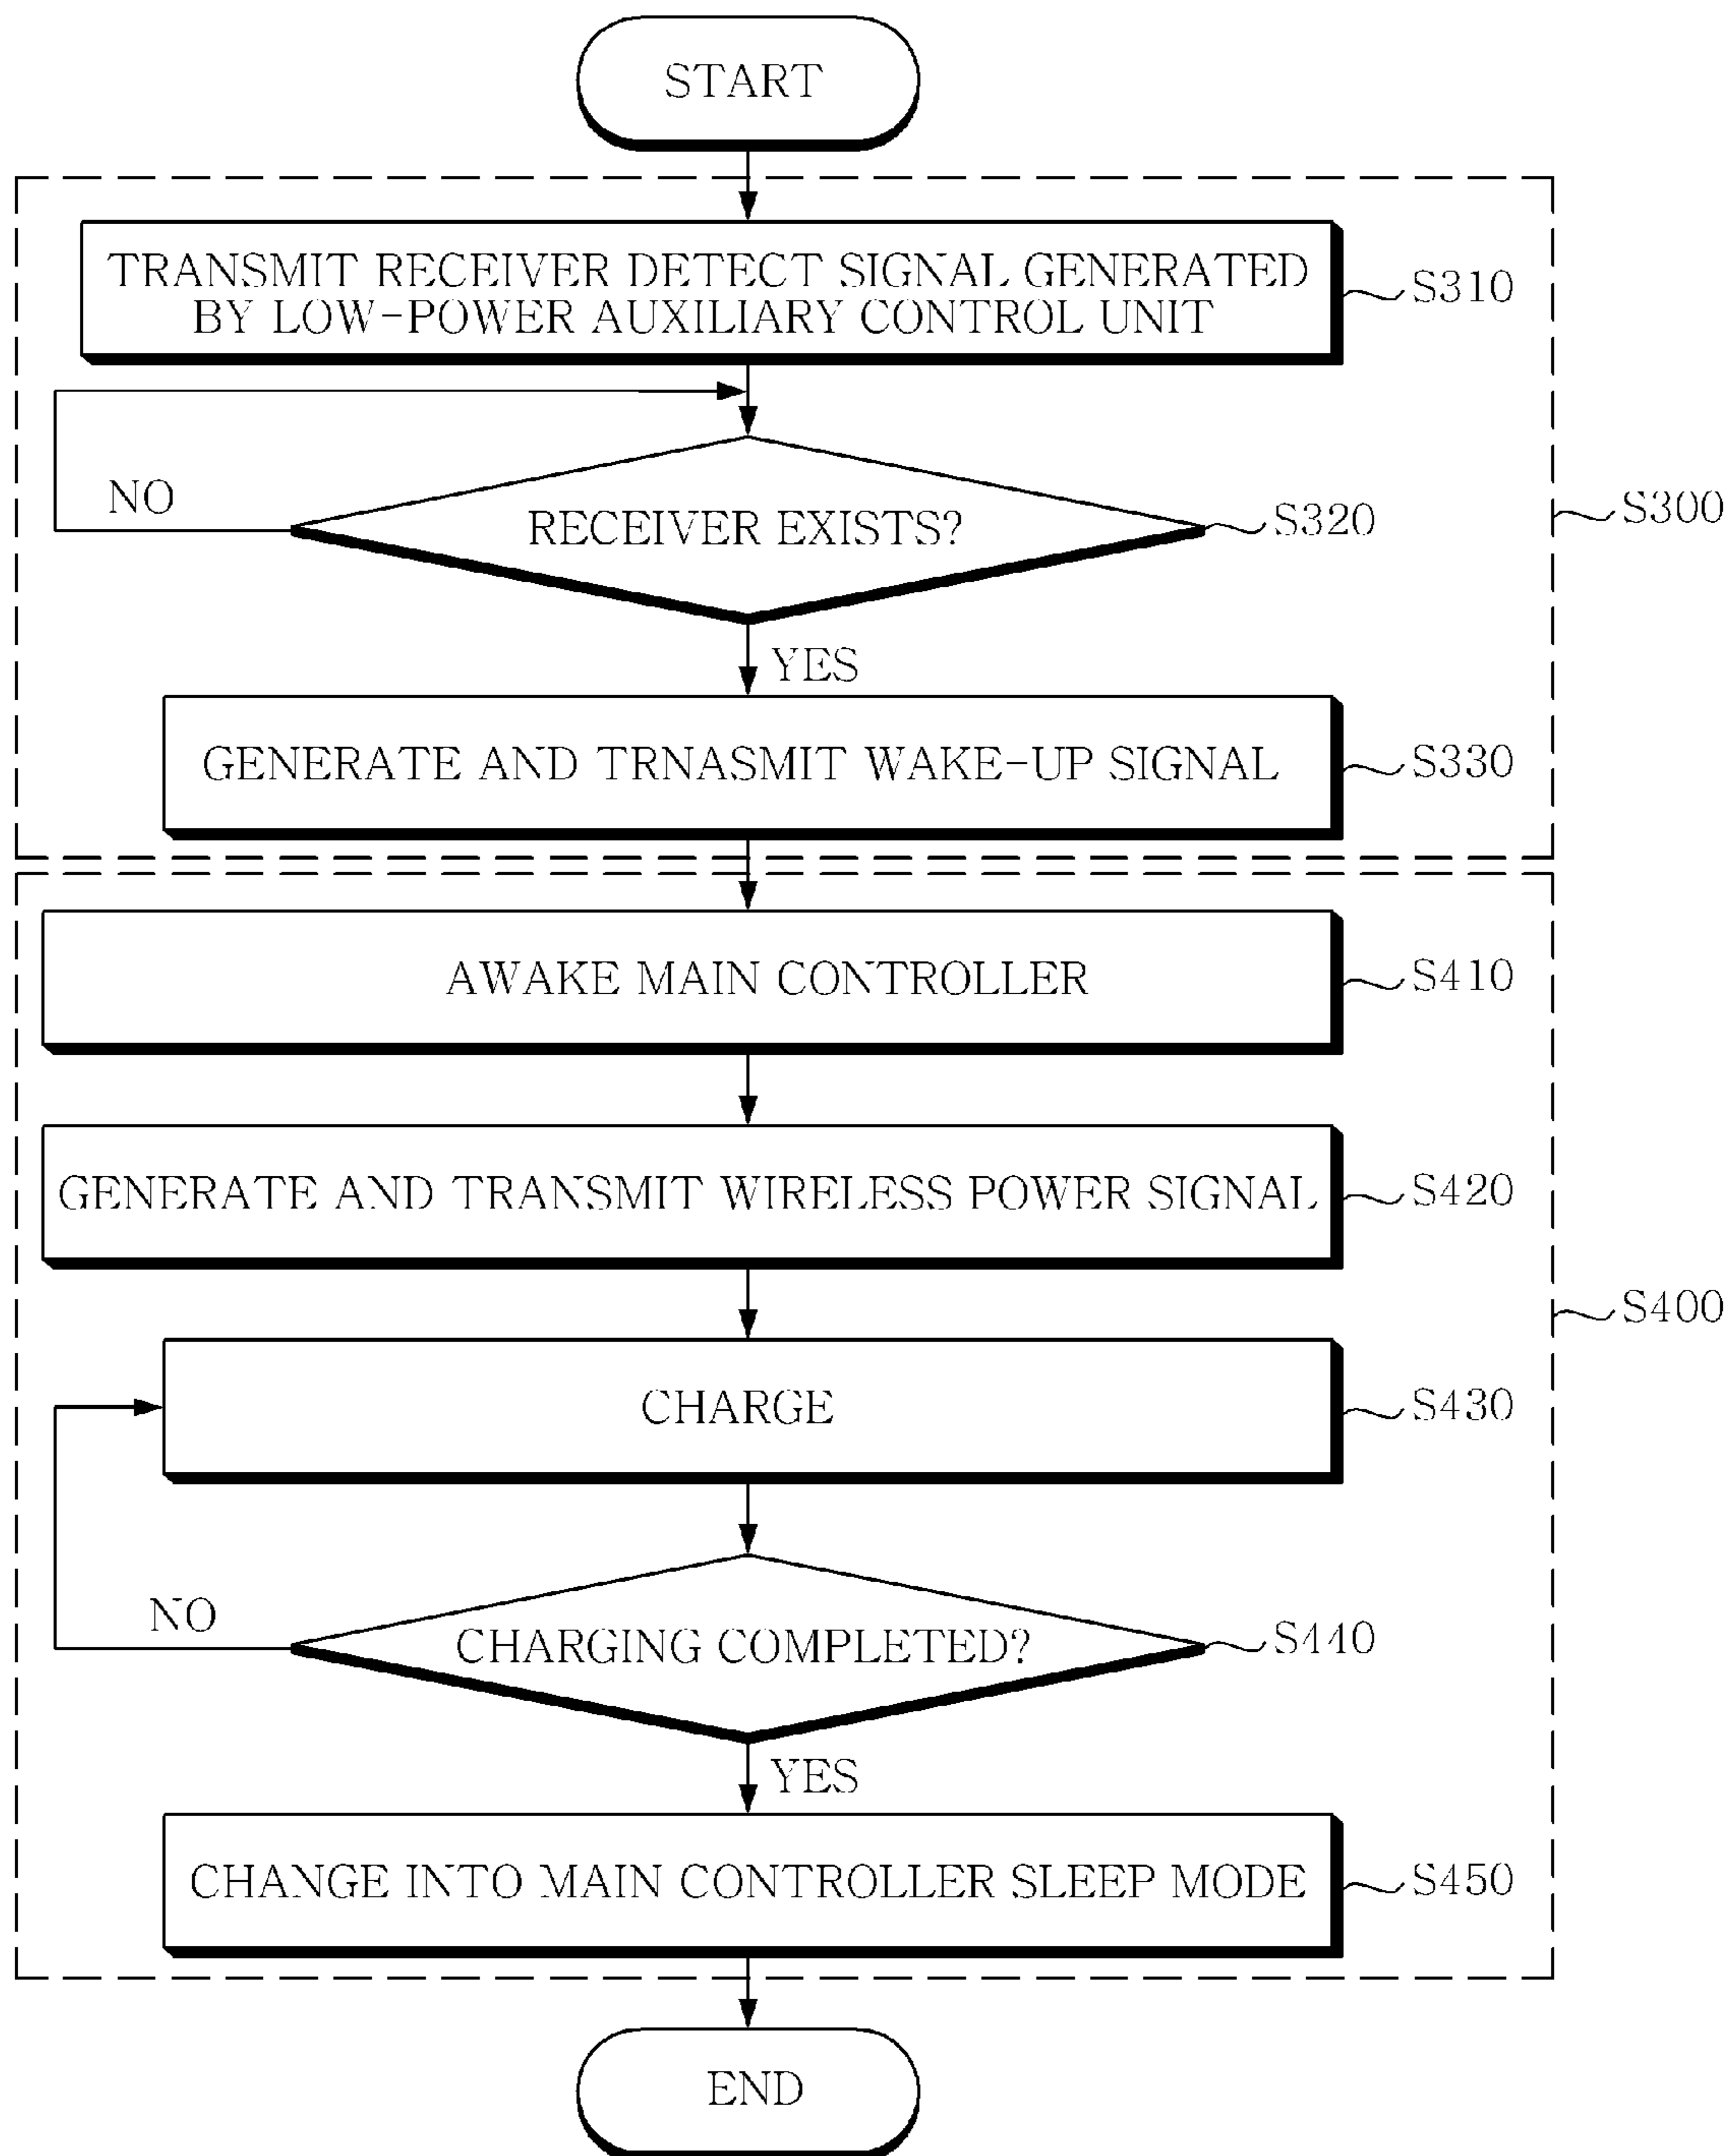 START
TRANSMIT RECEIVER DETECT SIGNAL GENERATED
BY LOW-POWER AUXILIARY CONTROL UNIT
S310
NO
RECEIVER EXISTS?
S320
S300
YES
GENERATE AND TRNASMIT WAKE-UP SIGNAL
S330
AWAKE MAIN CONTROLLER
S410
GENERATE AND TRANSMIT WIRELESS POWER SIGNAL
S420
S400
CHARGE
S430
NO
CHARGING COMPLETED?
S440
YES
CHANGE INTO MAIN CONTROLLER SLEEP MODE
S450
END